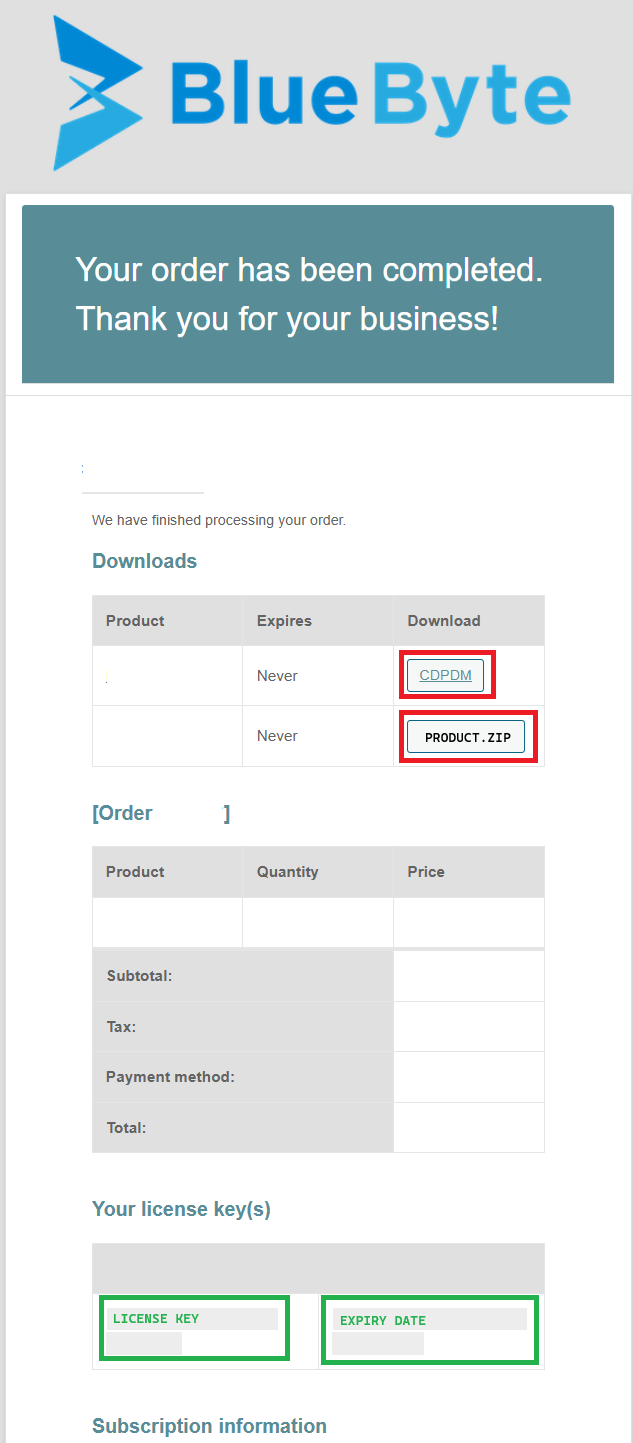 BlueByte
Your order has been completed.
Thank you for your business!
We have finished processing your order.
Downloads
Product Expires Download
Never CDPDM
Never PRODUCT.ZIP
[Order ]
Product Quantity Price
Subtotal:
Tax:
Payment method:
Total:
Your license key(s)
LICENSE KEY EXPIRY DATE
Subscription information